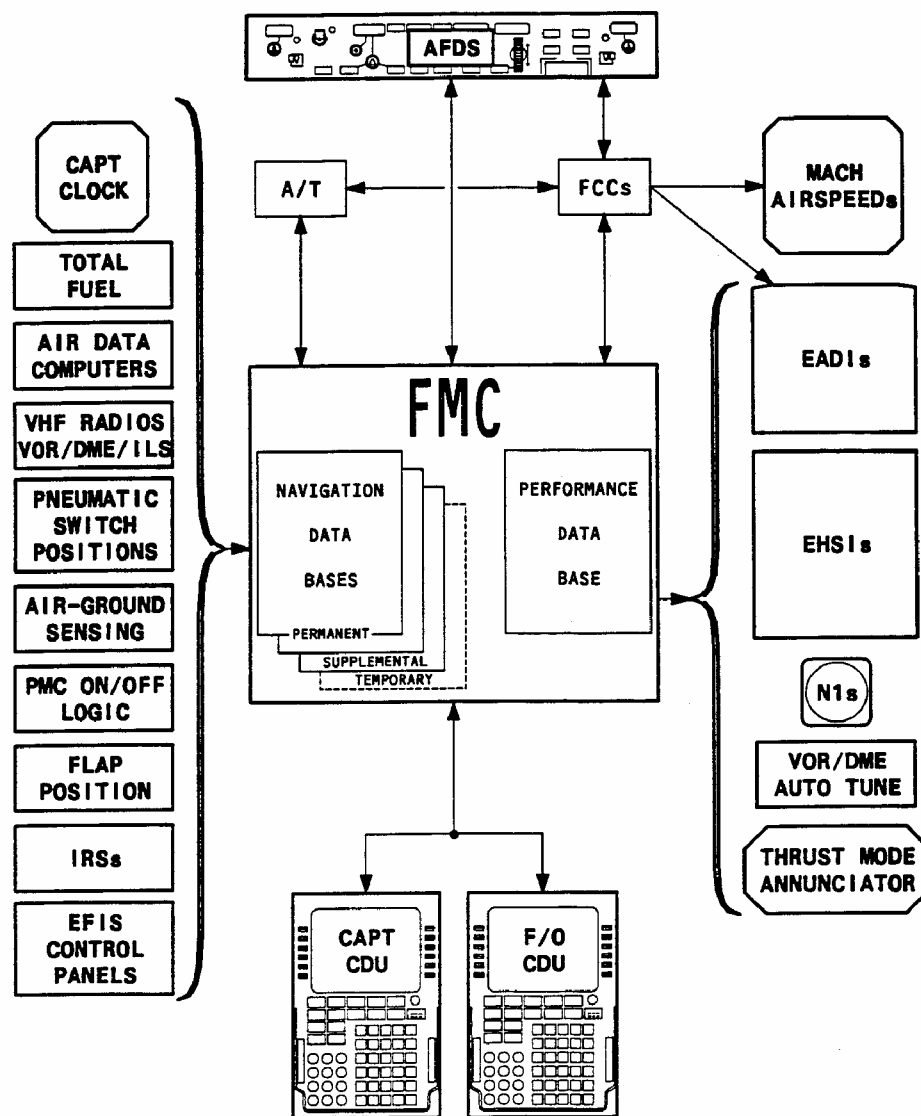 AFDS
CAPT
CLOCK
TOTAL
FUEL
AIR DATA
COMPUTERS
VHF RADIOS
VOR/DME/ILS
PNEUMATIC
SWITCH
POSITIONS
AIR-GROUND
SENSING
PMC ON/OFF
LOGIC
FLAP
POSITION
IRSs
EFIS
CONTROL
PANELS
A/T
FCCs
FMC
NAVIGATION
DATA
BASES
PERMANENT
SUPPLEMENTAL
TEMPORARY
PERFORMANCE
DATA
BASE
CAPT
CDU
F/O
CDU
MACH
AIRSPEEDs
EADIs
EHSIs
N1s
VOR/DME
AUTO TUNE
THRUST MODE
ANNUNCIATOR